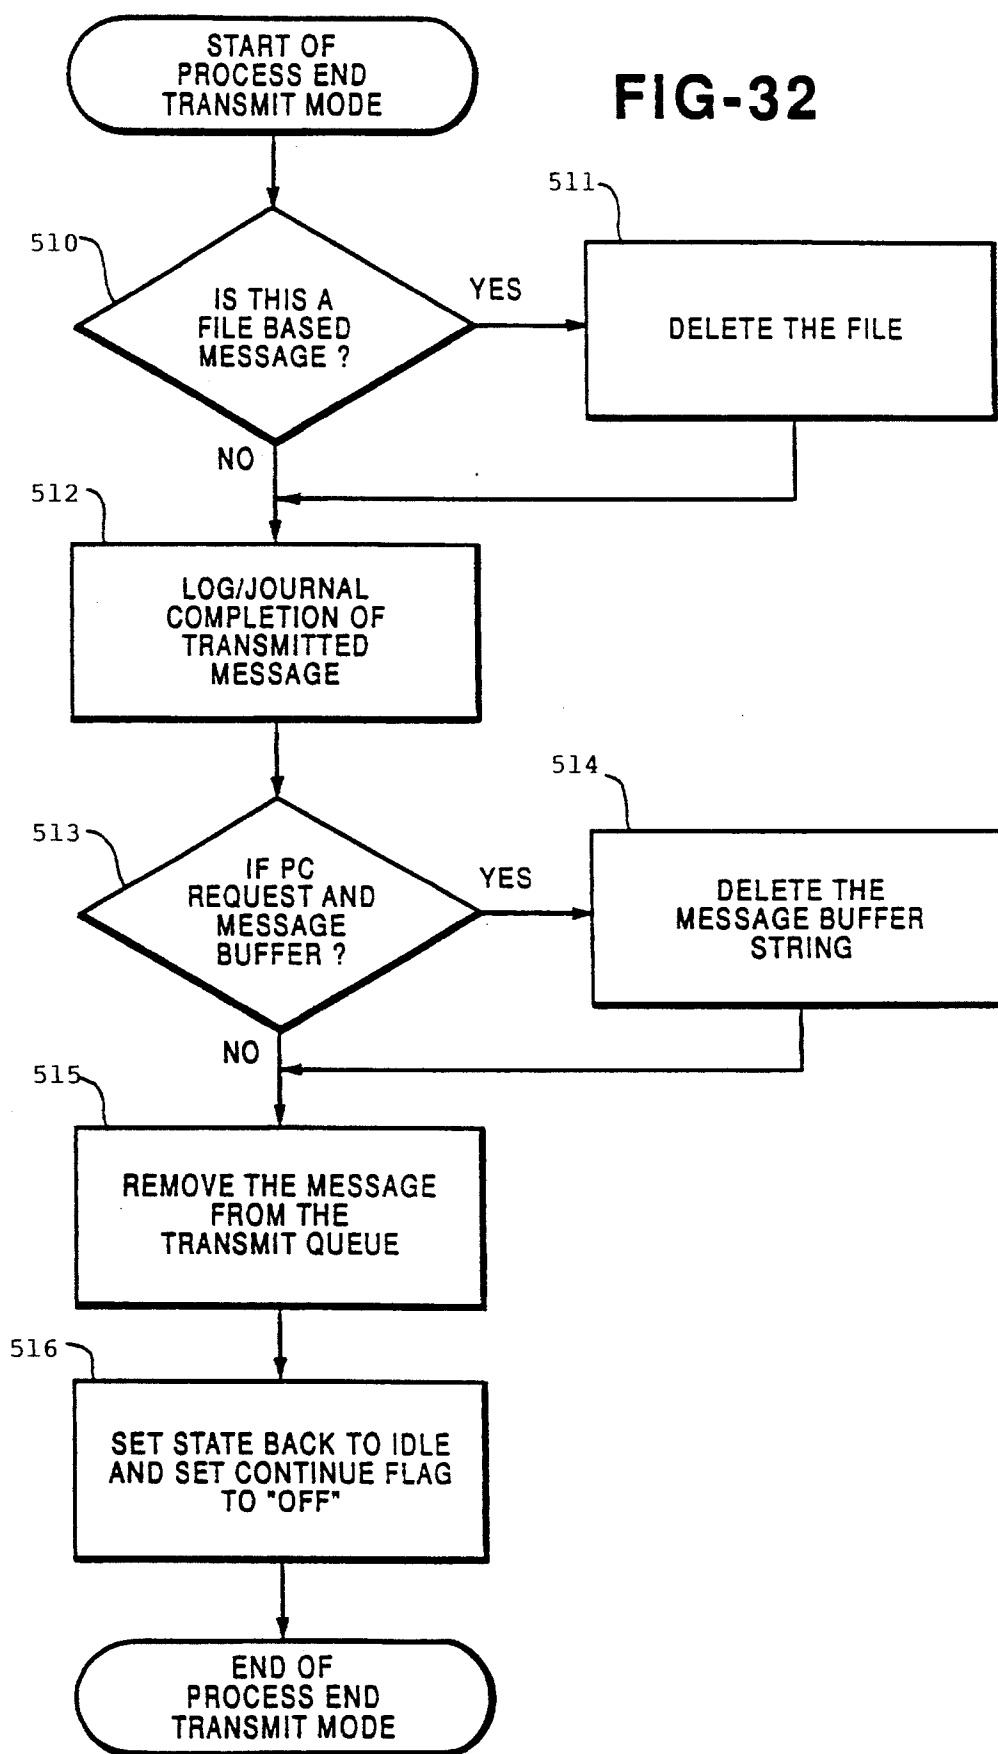 START OF
PROCESS END
TRANSMIT MODE
FIG-32
510
IS THIS A
FILE BASED
MESSAGE ?
YES
511
DELETE THE FILE
NO
512
LOG/JOURNAL
COMPLETION OF
TRANSMITTED
MESSAGE
513
IF PC
REQUEST AND
MESSAGE
BUFFER ?
YES
514
DELETE THE
MESSAGE BUFFER
STRING
NO
515
REMOVE THE MESSAGE
FROM THE
TRANSMIT QUEUE
516
SET STATE BACK TO IDLE
AND SET CONTINUE FLAG
TO "OFF"
END OF
PROCESS END
TRANSMIT MODE